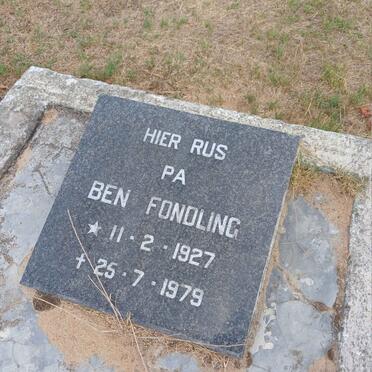 HIER RUS
PA
BEN FONDLING
★ 11-2-1927
✝ 25-7-1979